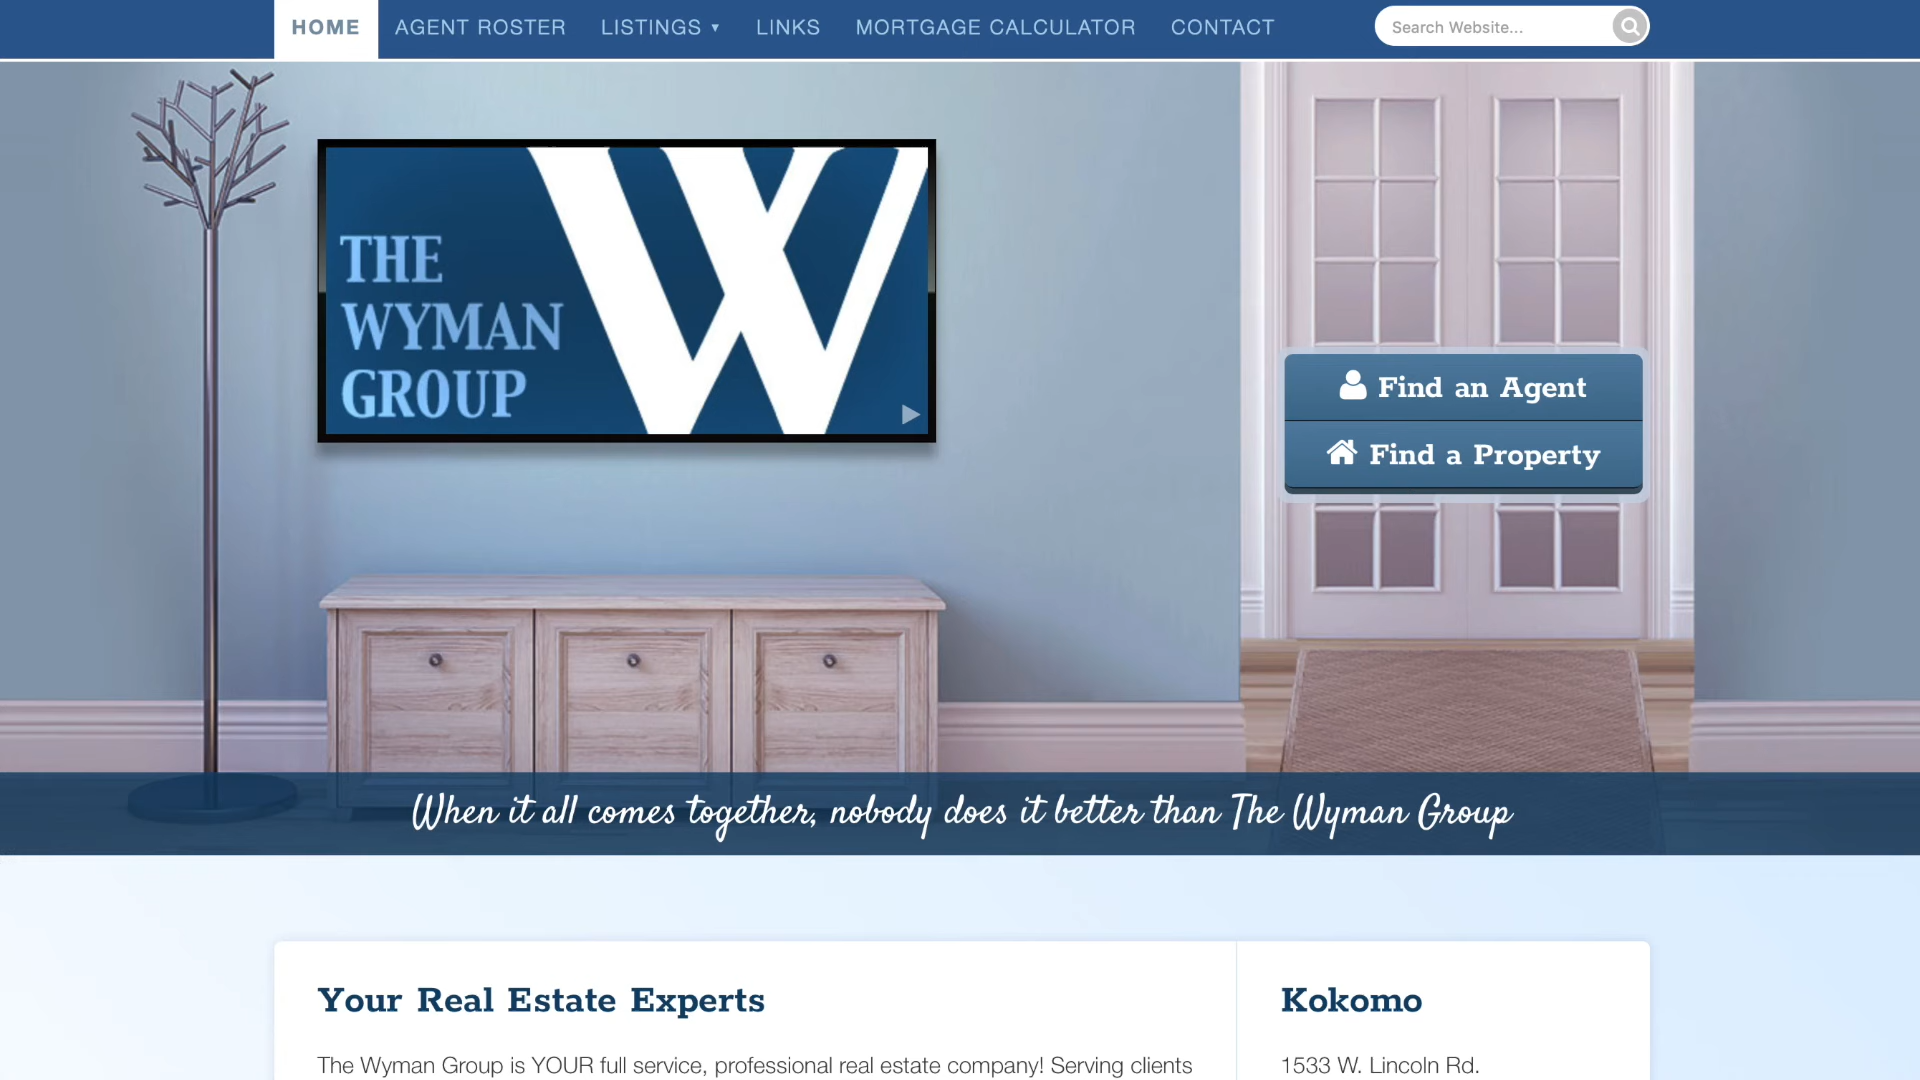 HOME AGENT ROSTER LISTINGS ▼ LINKS MORTGAGE CALCULATOR CONTACT Search Website...
THE
WYMAN
GROUP
W
Find an Agent
Find a Property
When it all comes together, nobody does it better than The Wyman Group
Your Real Estate Experts
The Wyman Group is YOUR full service, professional real estate company! Serving clients
Kokomo
1533 W. Lincoln Rd.